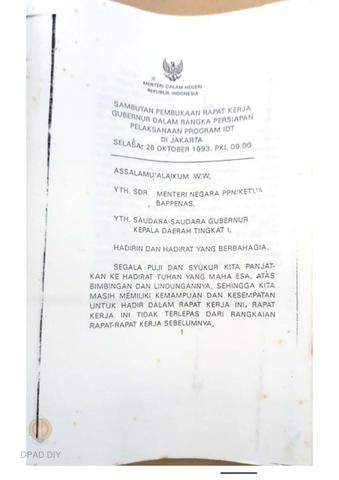 MENTERI DALAM NEGERI
REPUBLIK INDONESIA
SAMBUTAN PEMBUKAAN RAPAT KERJA
GUBERNUR DALAM RANGKA PERSIAPAN
PELAKSANAAN PROGRAM IDT
DI JAKARTA
SELASA, 26 OKTOBER 1993. PKL 09.00
ASSALAMU'ALAIKUM W.W,
YTH. SDR. MENTERI NEGARA PPN/KETUA
BAPPENAS,
YTH. SAUDARA-SAUDARA GUBERNUR
KEPALA DAERAH TINGKAT I,
HADIRIN DAN HADIRAT YANG BERBAHAGIA.
SEGALA PUJI DAN SYUKUR KITA PANJAT-
KAN KE HADIRAT TUHAN YANG MAHA ESA, ATAS
BIMBINGAN DAN LINDUNGANNYA, SEHINGGA KITA
MASIH MEMILIKI KEMAMPUAN DAN KESEMPATAN
UNTUK HADIR DALAM RAPAT KERJA INI. RAPAT
KERJA INI TIDAK TERLEPAS DARI RANGKAIAN
RAPAT-RAPAT KERJA SEBELUMNYA.
1
DPAD DIY